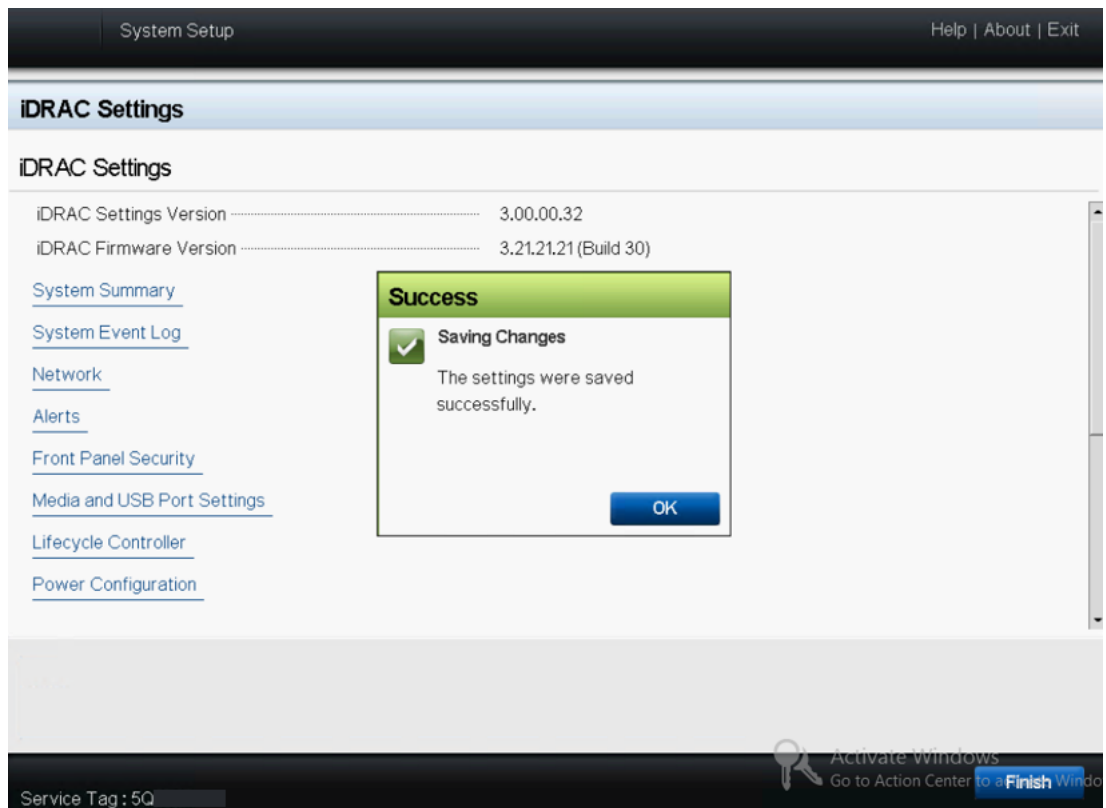 System Setup
Help | About | Exit
iDRAC Settings
iDRAC Settings
iDRAC Settings Version 3.00.00.32
iDRAC Firmware Version 3.21.21.21 (Build 30)
System Summary
System Event Log
Network
Alerts
Front Panel Security
Media and USB Port Settings
Lifecycle Controller
Power Configuration
Success
Saving Changes
The settings were saved
successfully.
OK
Activate Windows
Go to Action Center to a
Finish
Service Tag : 5Q